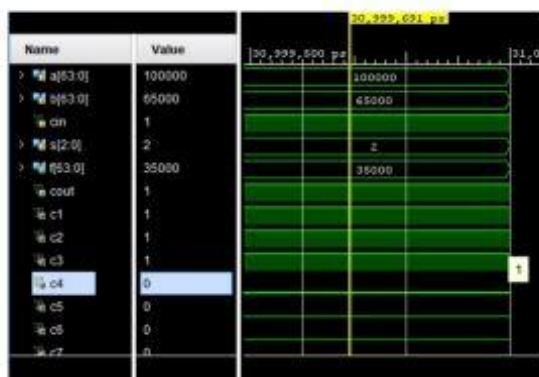 30,999,691 ps
Name Value
30,999,500 ps 31,0
a[63:0] 100000 100000
b[63:0] 65000 65000
cin 1
s[2:0] 2 2
f[63:0] 35000 35000
cout 1
c1 1
c2 1
c3 1
1
c4 0
c5 0
c6 0
c7 0